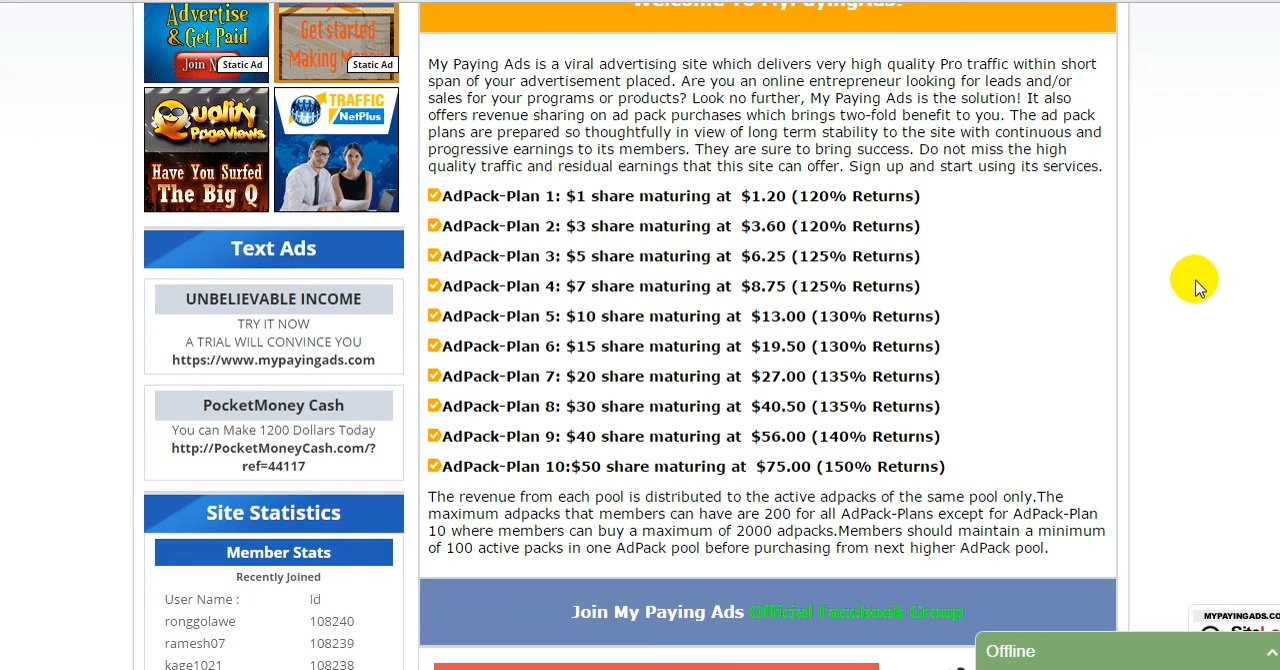 Welcome To MyPayingAds!
Advertise
& Get Paid
Join
Static Ad
Get started
Making Money
Static Ad
Quality
PageViews
Have You Surfed
The Big Q
TRAFFIC
NetPlus
Text Ads
UNBELIEVABLE INCOME
TRY IT NOW
A TRIAL WILL CONVINCE YOU
https://www.mypayingads.com
PocketMoney Cash
You can Make 1200 Dollars Today
http://PocketMoneyCash.com/?
ref=44117
Site Statistics
Member Stats
Recently Joined
User Name : Id
ronggolawe 108240
ramesh07 108239
kage1021 108238
My Paying Ads is a viral advertising site which delivers very high quality Pro traffic within short
span of your advertisement placed. Are you an online entrepreneur looking for leads and/or
sales for your programs or products? Look no further, My Paying Ads is the solution! It also
offers revenue sharing on ad pack purchases which brings two-fold benefit to you. The ad pack
plans are prepared so thoughtfully in view of long term stability to the site with continuous and
progressive earnings to its members. They are sure to bring success. Do not miss the high
quality traffic and residual earnings that this site can offer. Sign up and start using its services.
AdPack-Plan 1: $1 share maturing at $1.20 (120% Returns)
AdPack-Plan 2: $3 share maturing at $3.60 (120% Returns)
AdPack-Plan 3: $5 share maturing at $6.25 (125% Returns)
AdPack-Plan 4: $7 share maturing at $8.75 (125% Returns)
AdPack-Plan 5: $10 share maturing at $13.00 (130% Returns)
AdPack-Plan 6: $15 share maturing at $19.50 (130% Returns)
AdPack-Plan 7: $20 share maturing at $27.00 (135% Returns)
AdPack-Plan 8: $30 share maturing at $40.50 (135% Returns)
AdPack-Plan 9: $40 share maturing at $56.00 (140% Returns)
AdPack-Plan 10:$50 share maturing at $75.00 (150% Returns)
The revenue from each pool is distributed to the active adpacks of the same pool only.The
maximum adpacks that members can have are 200 for all AdPack-Plans except for AdPack-Plan
10 where members can buy a maximum of 2000 adpacks.Members should maintain a minimum
of 100 active packs in one AdPack pool before purchasing from next higher AdPack pool.
Join My Paying Ads Official Facebook Group
MYPAYINGADS.CO
Offline